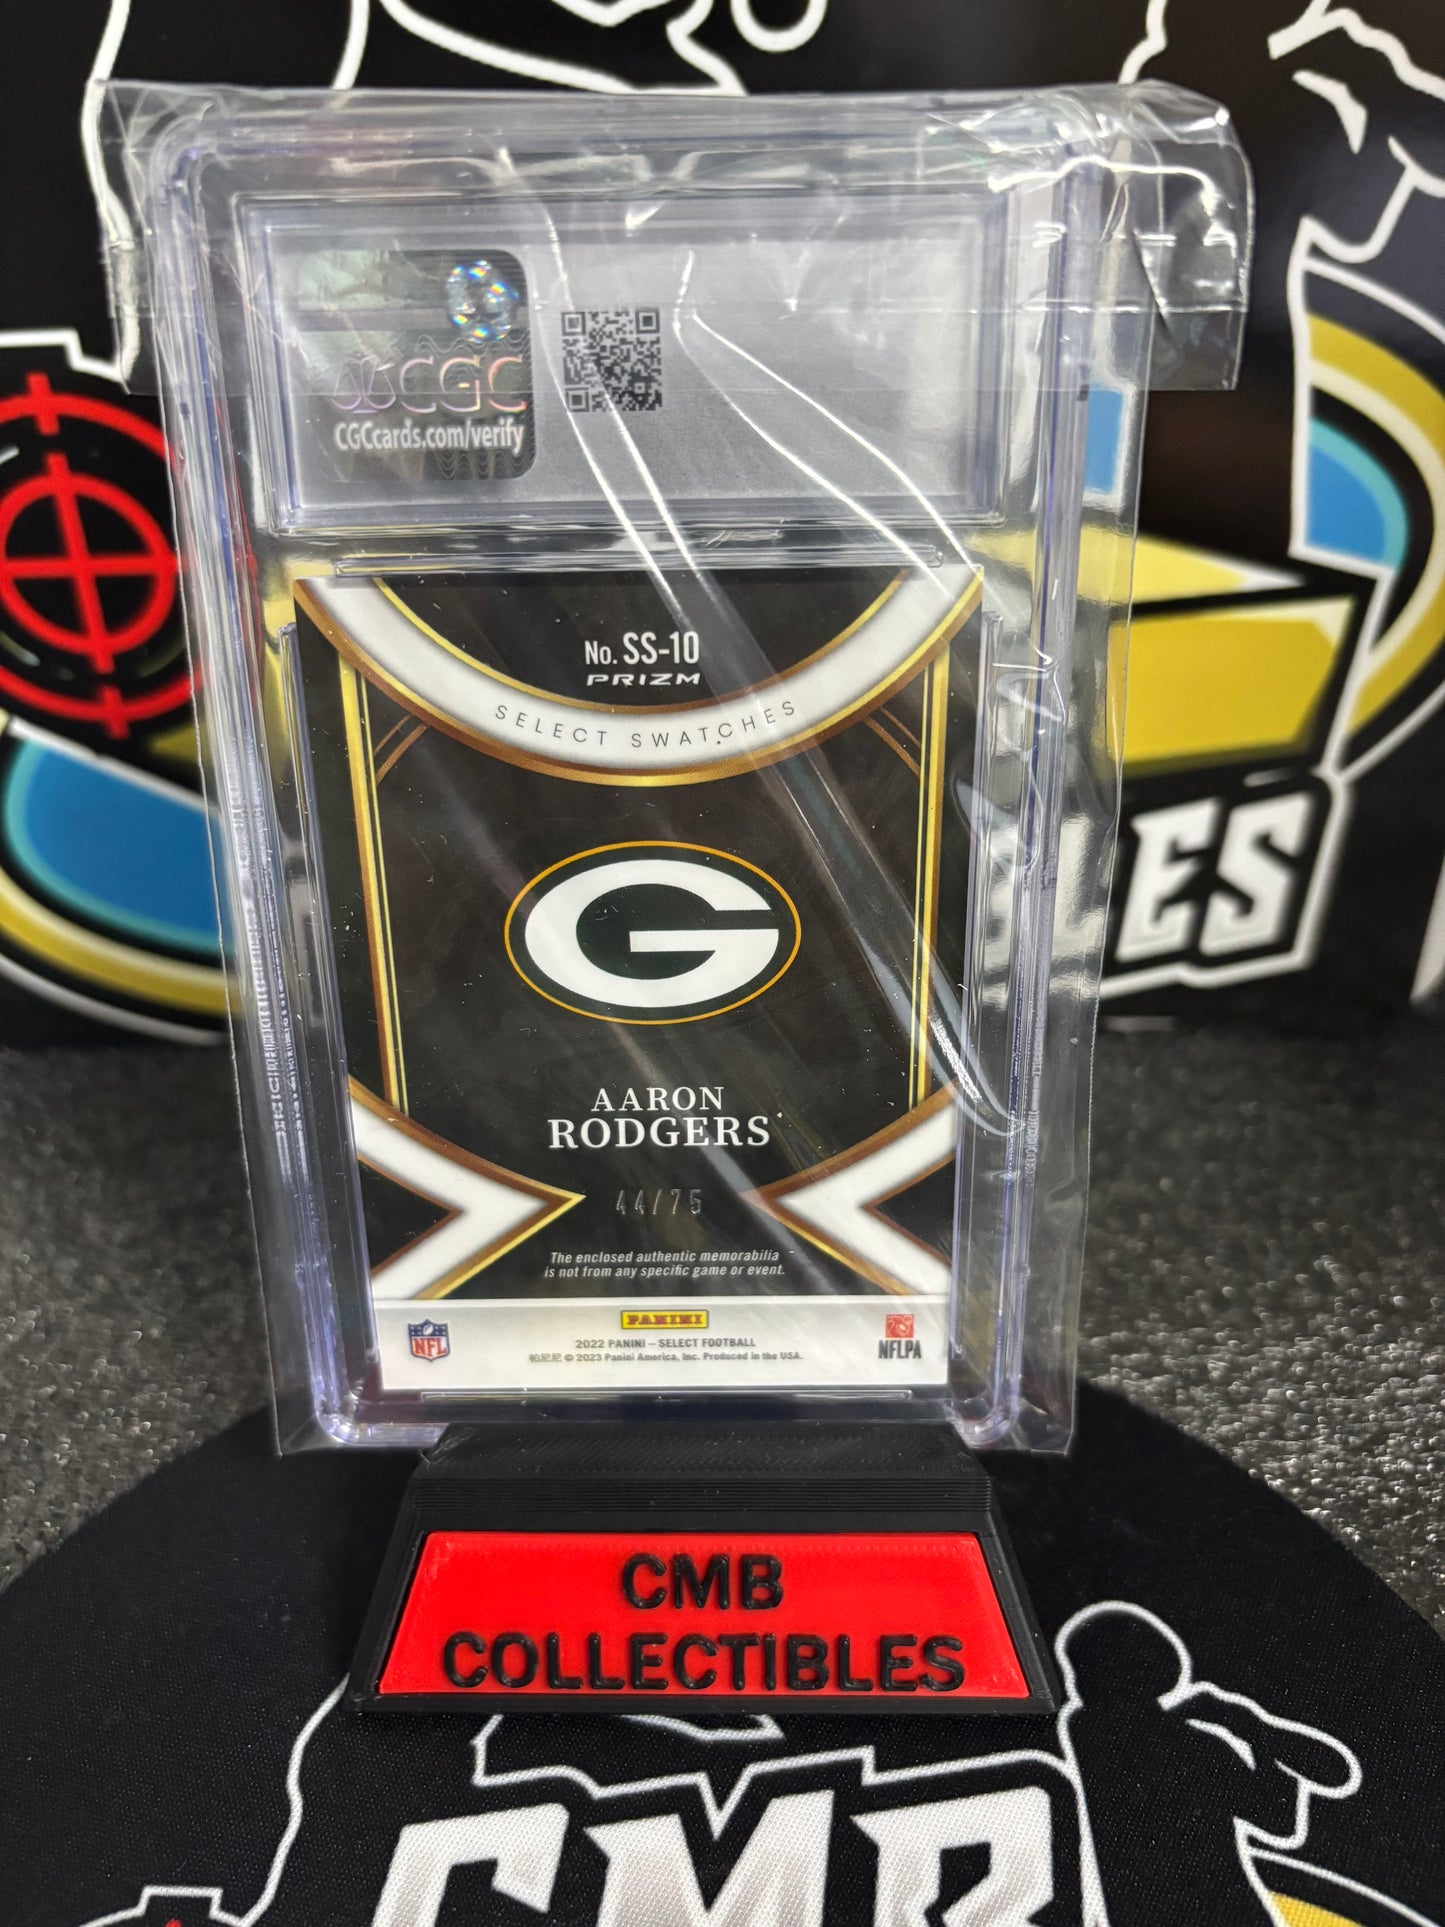 CGC
CGCcards.com/verify
No. SS-10
PRIZM
SELECT SWATCHES
G
AARON
RODGERS
44/75
The enclosed authentic memorabilia
is not from any specific game or event.
NFL
PANINI
2022 PANINI – SELECT FOOTBALL
帕尼尼 © 2023 Panini America, Inc. Produced in the USA.
NFLPA
LES
CMB
COLLECTIBLES
CMB